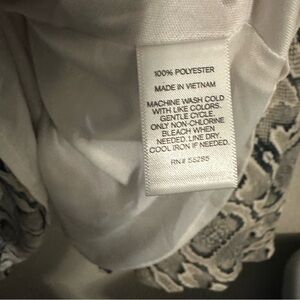 100% POLYESTER
MADE IN VIETNAM
MACHINE WASH COLD
WITH LIKE COLORS.
GENTLE CYCLE.
ONLY NON-CHLORINE
BLEACH WHEN
NEEDED. LINE DRY.
COOL IRON IF NEEDED.
RN# 55285